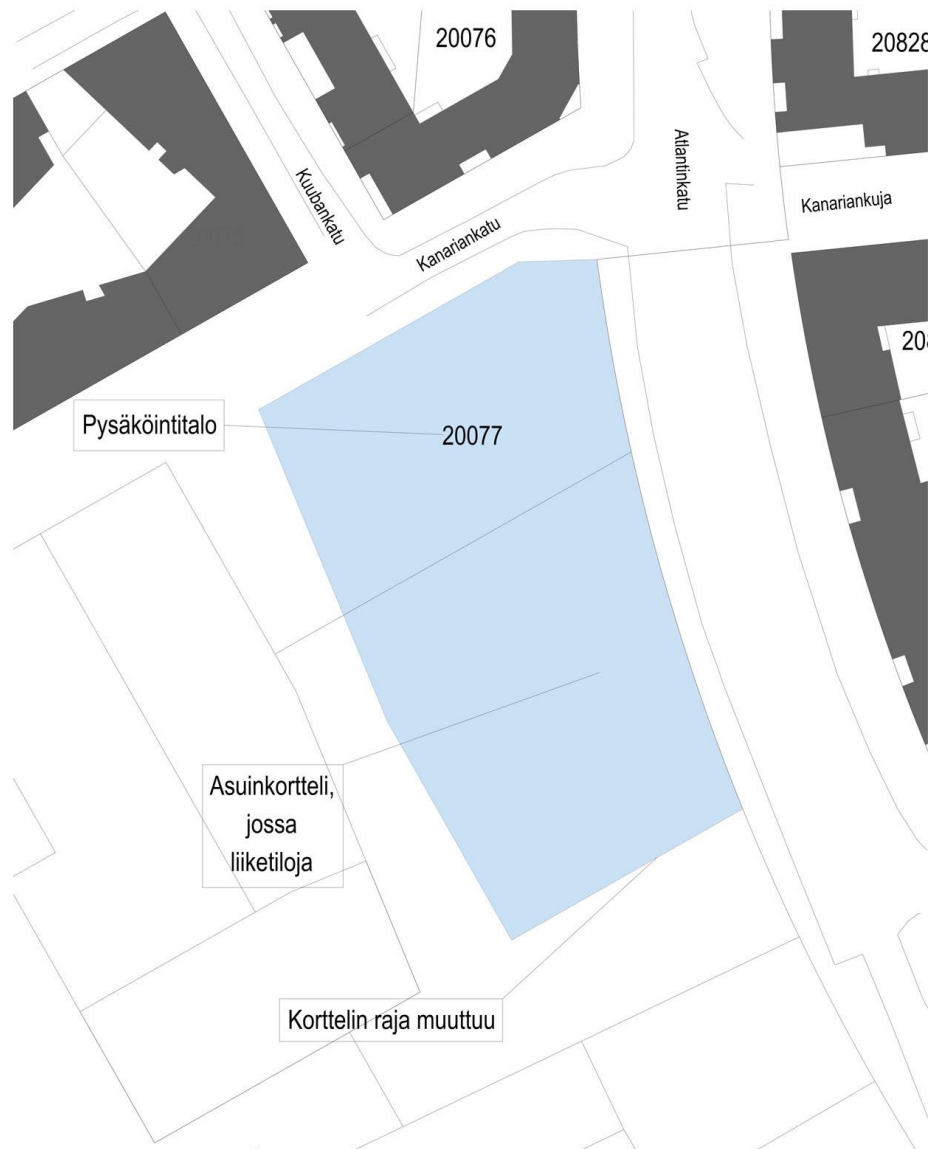 20076
20828
Kuubankatu
Kanariankatu
Atlantinkatu
Kanariankuja
Pysäköintitalo
20077
Asuinkortteli,
jossa
liiketiloja
Korttelin raja muuttuu